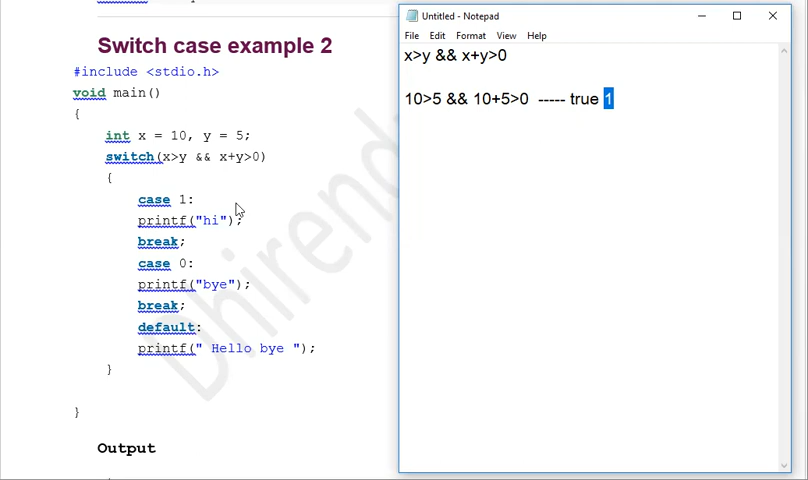 Switch case example 2
#include <stdio.h>
void main()
{
int x = 10, y = 5;
switch(x>y && x+y>0)
{
case 1:
printf("hi");
break;
case 0:
printf("bye");
break;
default:
printf(" Hello bye ");
}
}
Output
Dhirend
Untitled - Notepad
File Edit Format View Help
x>y && x+y>0
10>5 && 10+5>0 ----- true 1